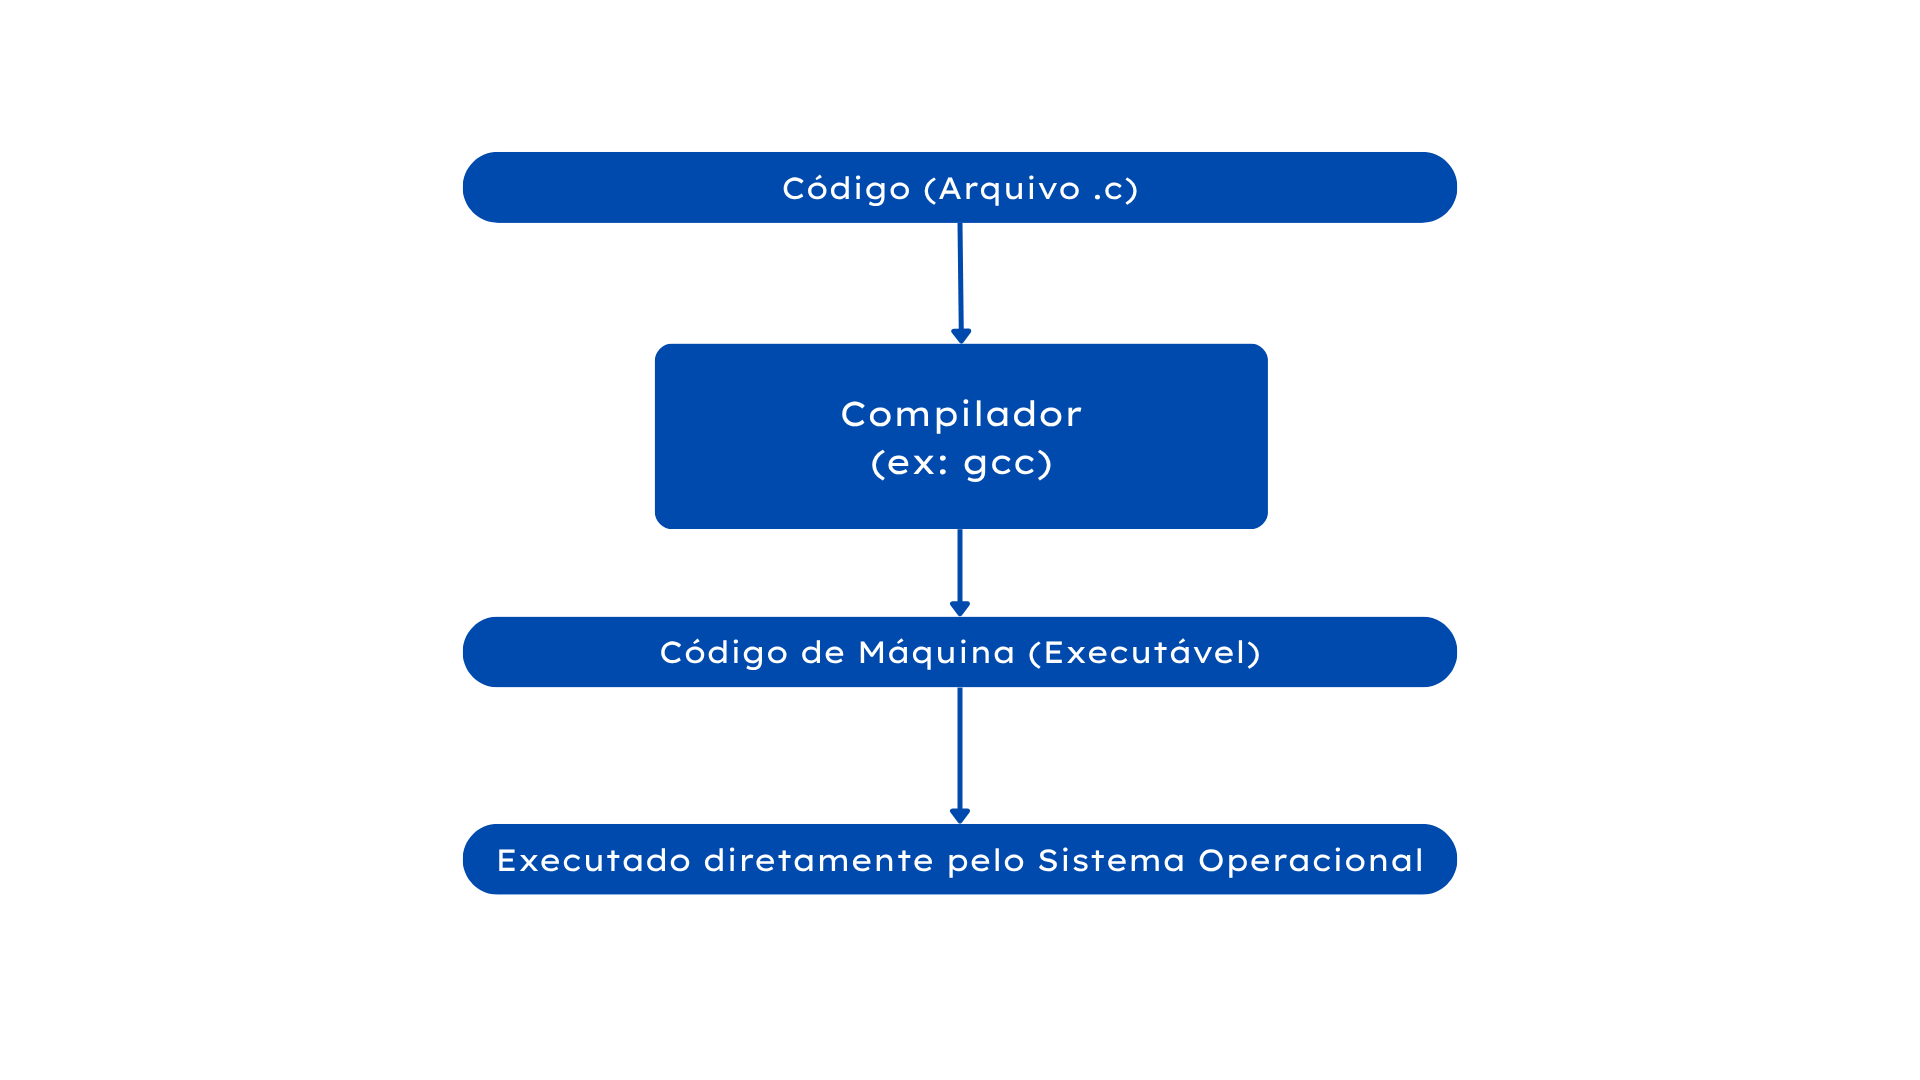 Código (Arquivo .c)
Compilador
(ex: gcc)
Código de Máquina (Executável)
Executado diretamente pelo Sistema Operacional